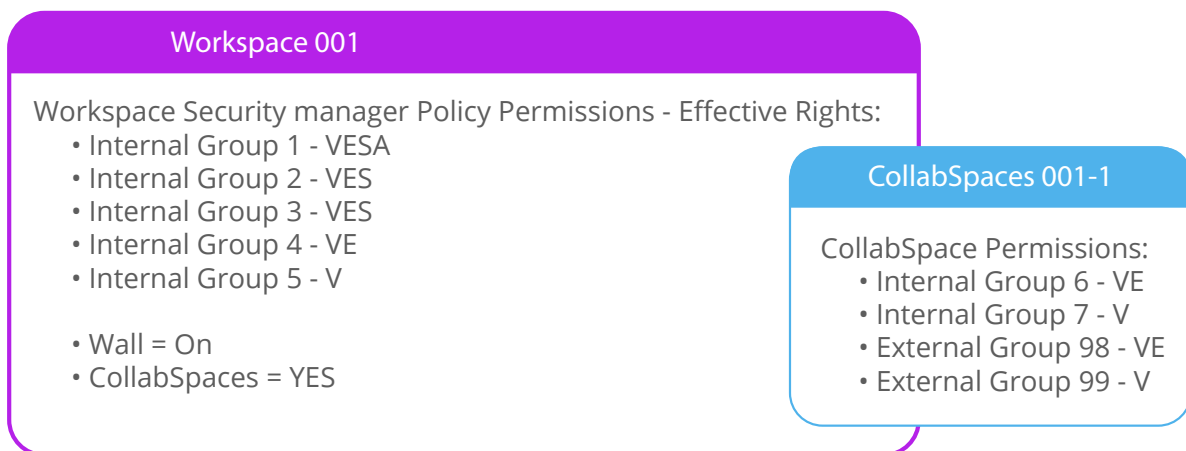 Workspace 001
Workspace Security manager Policy Permissions - Effective Rights:
• Internal Group 1 - VESA
• Internal Group 2 - VES
• Internal Group 3 - VES
• Internal Group 4 - VE
• Internal Group 5 - V
• Wall = On
• CollabSpaces = YES
CollabSpaces 001-1
CollabSpace Permissions:
• Internal Group 6 - VE
• Internal Group 7 - V
• External Group 98 - VE
• External Group 99 - V